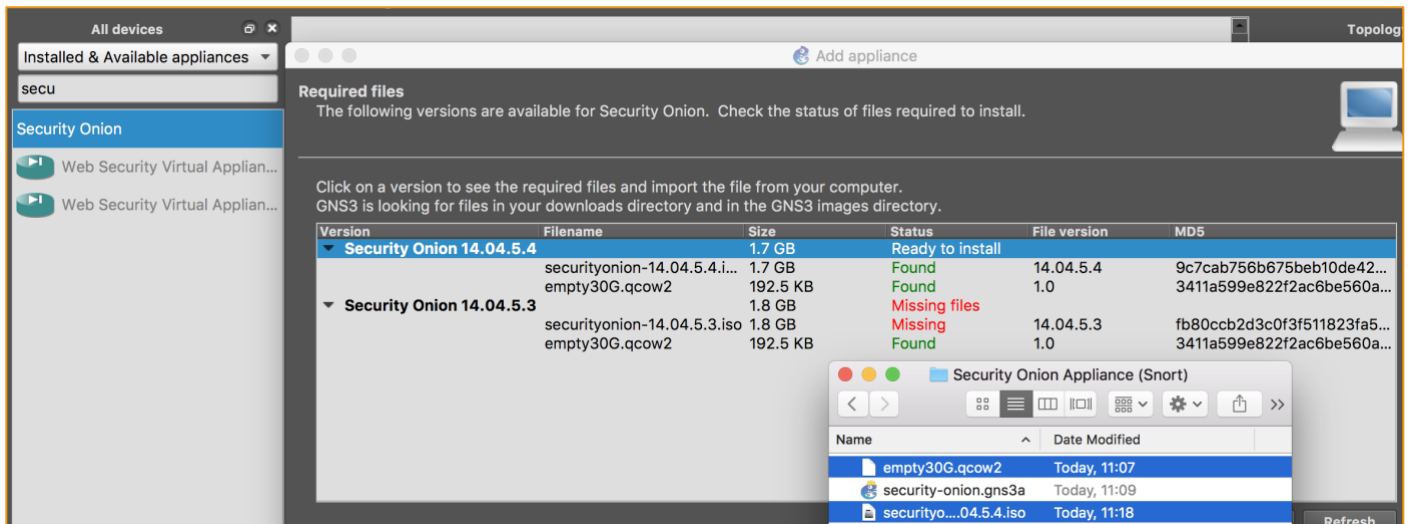 All devices
Topolog
Installed & Available appliances
Add appliance
secu
Required files
The following versions are available for Security Onion. Check the status of files required to install.
Security Onion
Web Security Virtual Applian...
Web Security Virtual Applian...
Click on a version to see the required files and import the file from your computer.
GNS3 is looking for files in your downloads directory and in the GNS3 images directory.
Version Filename Size Status File version MD5
Security Onion 14.04.5.4 1.7 GB Ready to install
securityonion-14.04.5.4.i... 1.7 GB Found 14.04.5.4 9c7cab756b675beb10de42...
empty30G.qcow2 192.5 KB Found 1.0 3411a599e822f2ac6be560a...
Security Onion 14.04.5.3 1.8 GB Missing files
securityonion-14.04.5.3.iso 1.8 GB Missing 14.04.5.3 fb80ccb2d3c0f3f511823fa5...
empty30G.qcow2 192.5 KB Found 1.0 3411a599e822f2ac6be560a...
Security Onion Appliance (Snort)
Name Date Modified
empty30G.qcow2 Today, 11:07
security-onion.gns3a Today, 11:09
securityo....04.5.4.iso Today, 11:18
Refresh